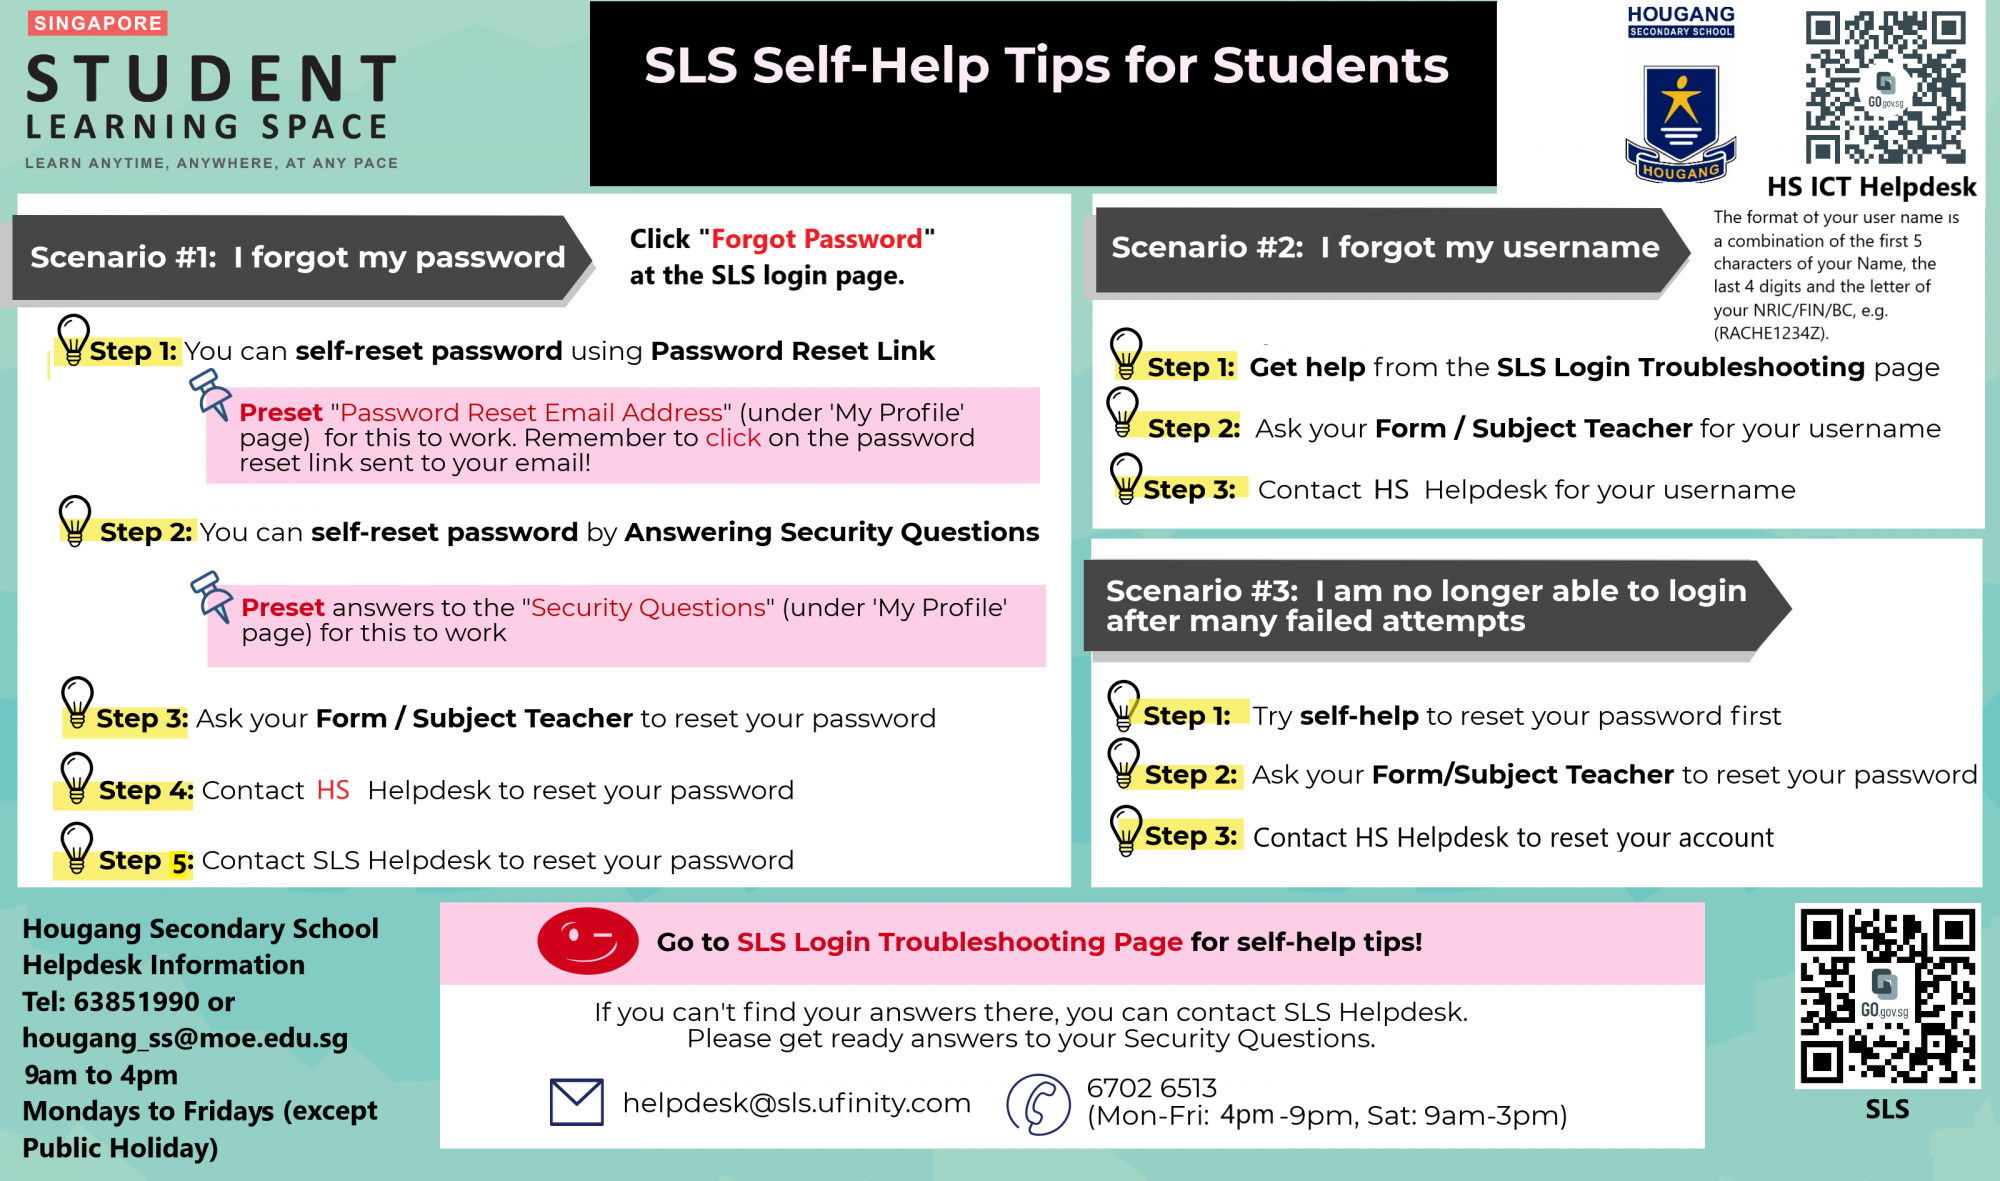 SINGAPORE
STUDENT
LEARNING SPACE
LEARN ANYTIME, ANYWHERE, AT ANY PACE
SLS Self-Help Tips for Students
HOUGANG
SECONDARY SCHOOL
HOUGANG
GO.gov.sg
HS ICT Helpdesk
Scenario #1: I forgot my password
Click "Forgot Password"
at the SLS login page.
Step 1: You can self-reset password using Password Reset Link
Preset "Password Reset Email Address" (under 'My Profile'
page) for this to work. Remember to click on the password
reset link sent to your email!
Step 2: You can self-reset password by Answering Security Questions
Preset answers to the "Security Questions" (under 'My Profile'
page) for this to work
Step 3: Ask your Form / Subject Teacher to reset your password
Step 4: Contact HS Helpdesk to reset your password
Step 5: Contact SLS Helpdesk to reset your password
Scenario #2: I forgot my username
The format of your user name is
a combination of the first 5
characters of your Name, the
last 4 digits and the letter of
your NRIC/FIN/BC, e.g.
(RACHE1234Z).
Step 1: Get help from the SLS Login Troubleshooting page
Step 2: Ask your Form / Subject Teacher for your username
Step 3: Contact HS Helpdesk for your username
Scenario #3: I am no longer able to login
after many failed attempts
Step 1: Try self-help to reset your password first
Step 2: Ask your Form/Subject Teacher to reset your password
Step 3: Contact HS Helpdesk to reset your account
Hougang Secondary School
Helpdesk Information
Tel: 63851990 or
hougang_ss@moe.edu.sg
9am to 4pm
Mondays to Fridays (except
Public Holiday)
Go to SLS Login Troubleshooting Page for self-help tips!
If you can't find your answers there, you can contact SLS Helpdesk.
Please get ready answers to your Security Questions.
helpdesk@sls.ufinity.com
6702 6513
(Mon-Fri: 4pm -9pm, Sat: 9am-3pm)
GO.gov.sg
SLS